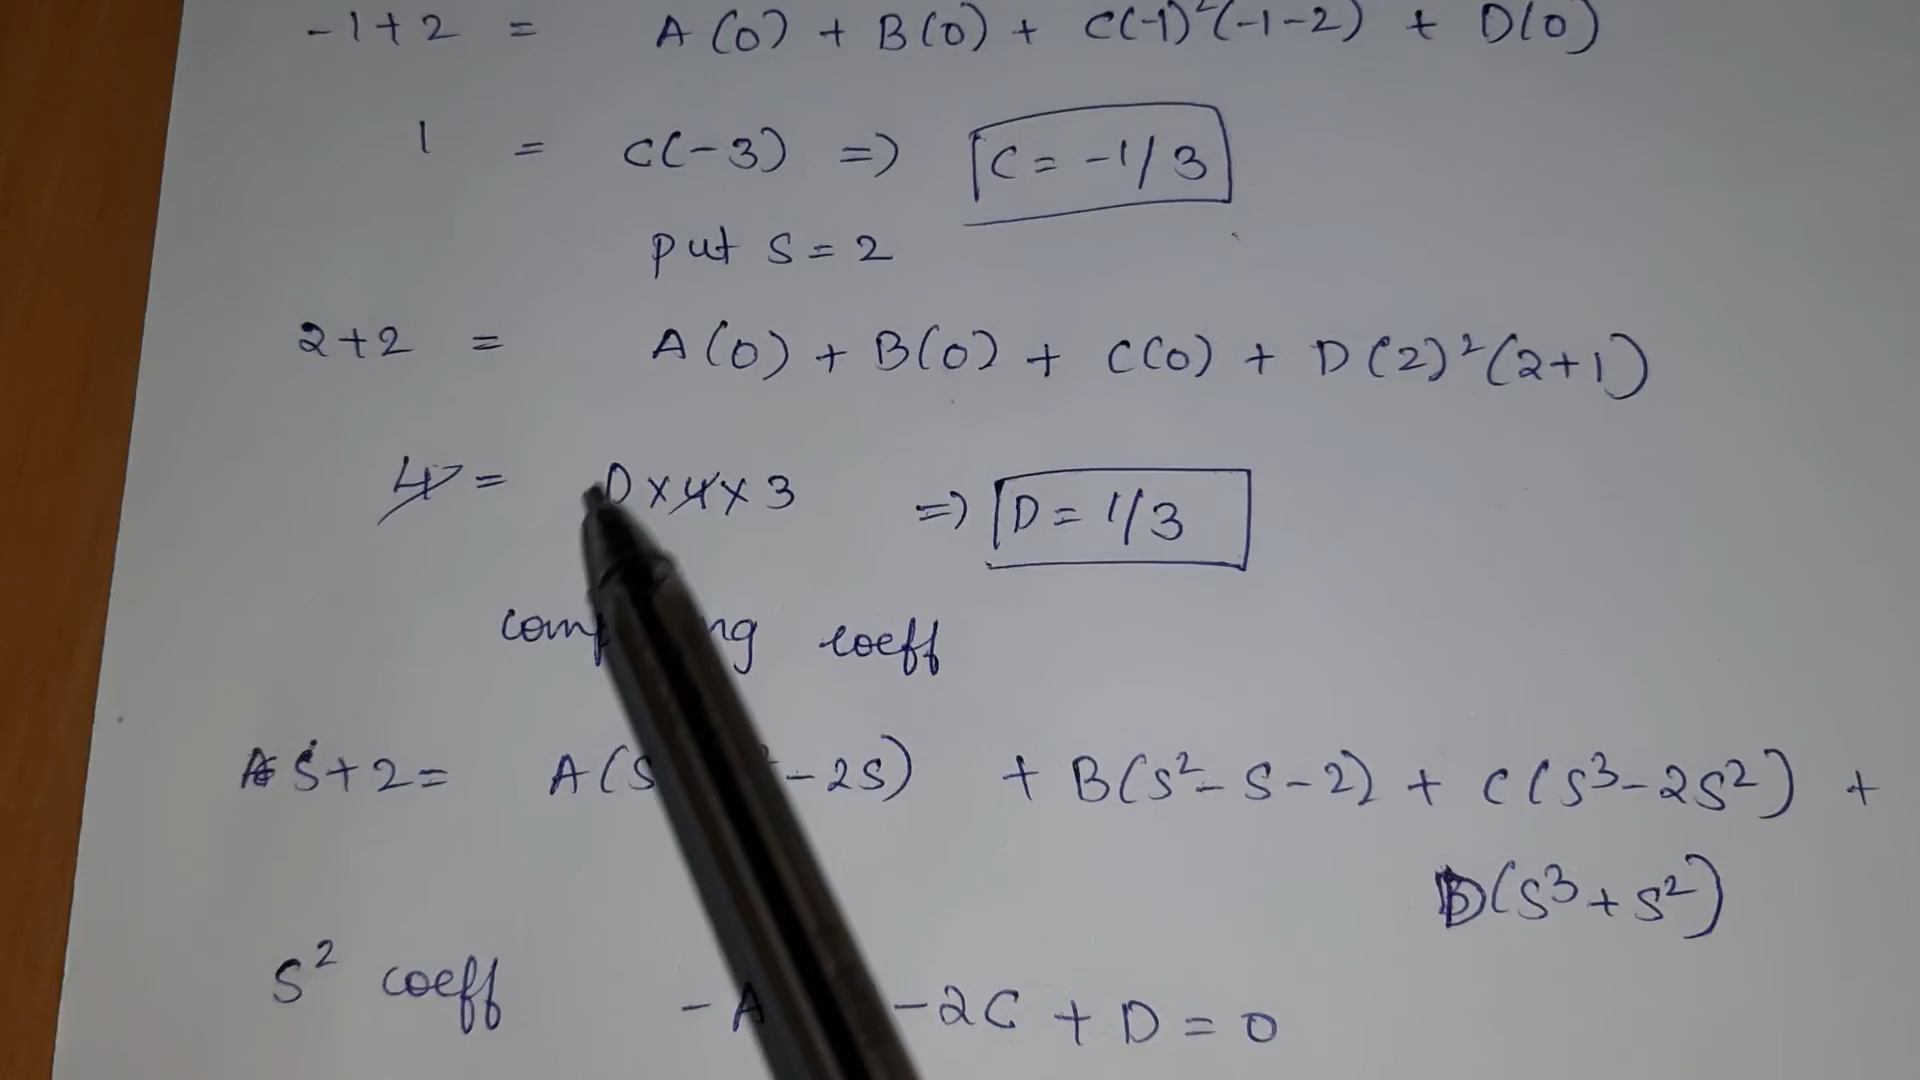 -1+2 = A(0) + B(0) + C(-1)²(-1-2) + D(0)
1 = C(-3) => C = -1/3
put S = 2
2+2 = A(0) + B(0) + C(0) + D(2)²(2+1)
4 = D×4×3 => D = 1/3
coeff
S+2 = A(S -2S) + B(S²-S-2) + C(S³-2S²) +
D(S³+S²)
S² coeff -A -2C + D = 0